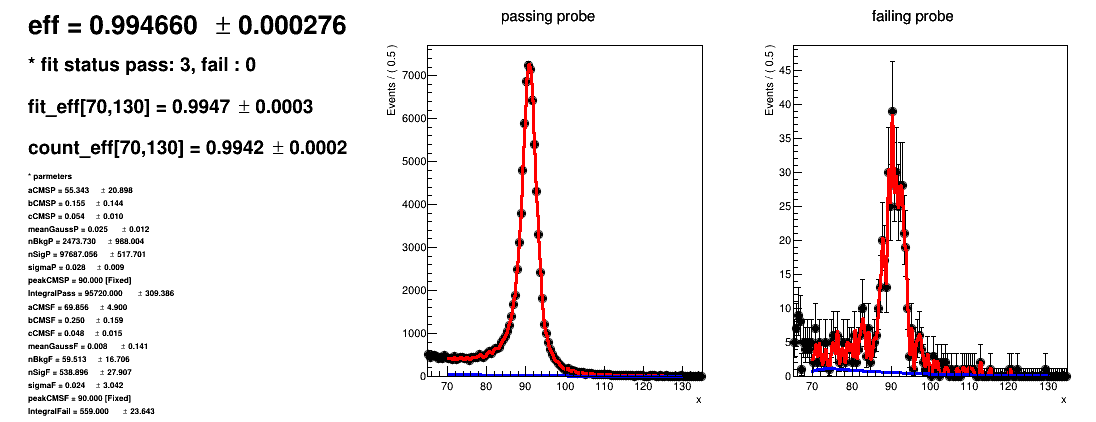 eff = 0.994660 ± 0.000276
* fit status pass: 3, fail : 0
fit_eff[70,130] = 0.9947 ± 0.0003
count_eff[70,130] = 0.9942 ± 0.0002
* parmeters
aCMSP = 55.343 ± 20.898
bCMSP = 0.155 ± 0.144
cCMSP = 0.054 ± 0.010
meanGaussP = 0.025 ± 0.012
nBkgP = 2473.730 ± 988.004
nSigP = 97687.056 ± 517.701
sigmaP = 0.028 ± 0.009
peakCMSP = 90.000 [Fixed]
IntegralPass = 95720.000 ± 309.386
aCMSF = 69.856 ± 4.900
bCMSF = 0.250 ± 0.159
cCMSF = 0.048 ± 0.015
meanGaussF = 0.008 ± 0.141
nBkgF = 59.513 ± 16.706
nSigF = 538.896 ± 27.907
sigmaF = 0.024 ± 3.042
peakCMSF = 90.000 [Fixed]
IntegralFail = 559.000 ± 23.643
passing probe
Events / ( 0.5 )
7000
6000
5000
4000
3000
2000
1000
0
70 80 90 100 110 120 130
x
failing probe
Events / ( 0.5 )
45
40
35
30
25
20
15
10
5
0
70 80 90 100 110 120 130
x